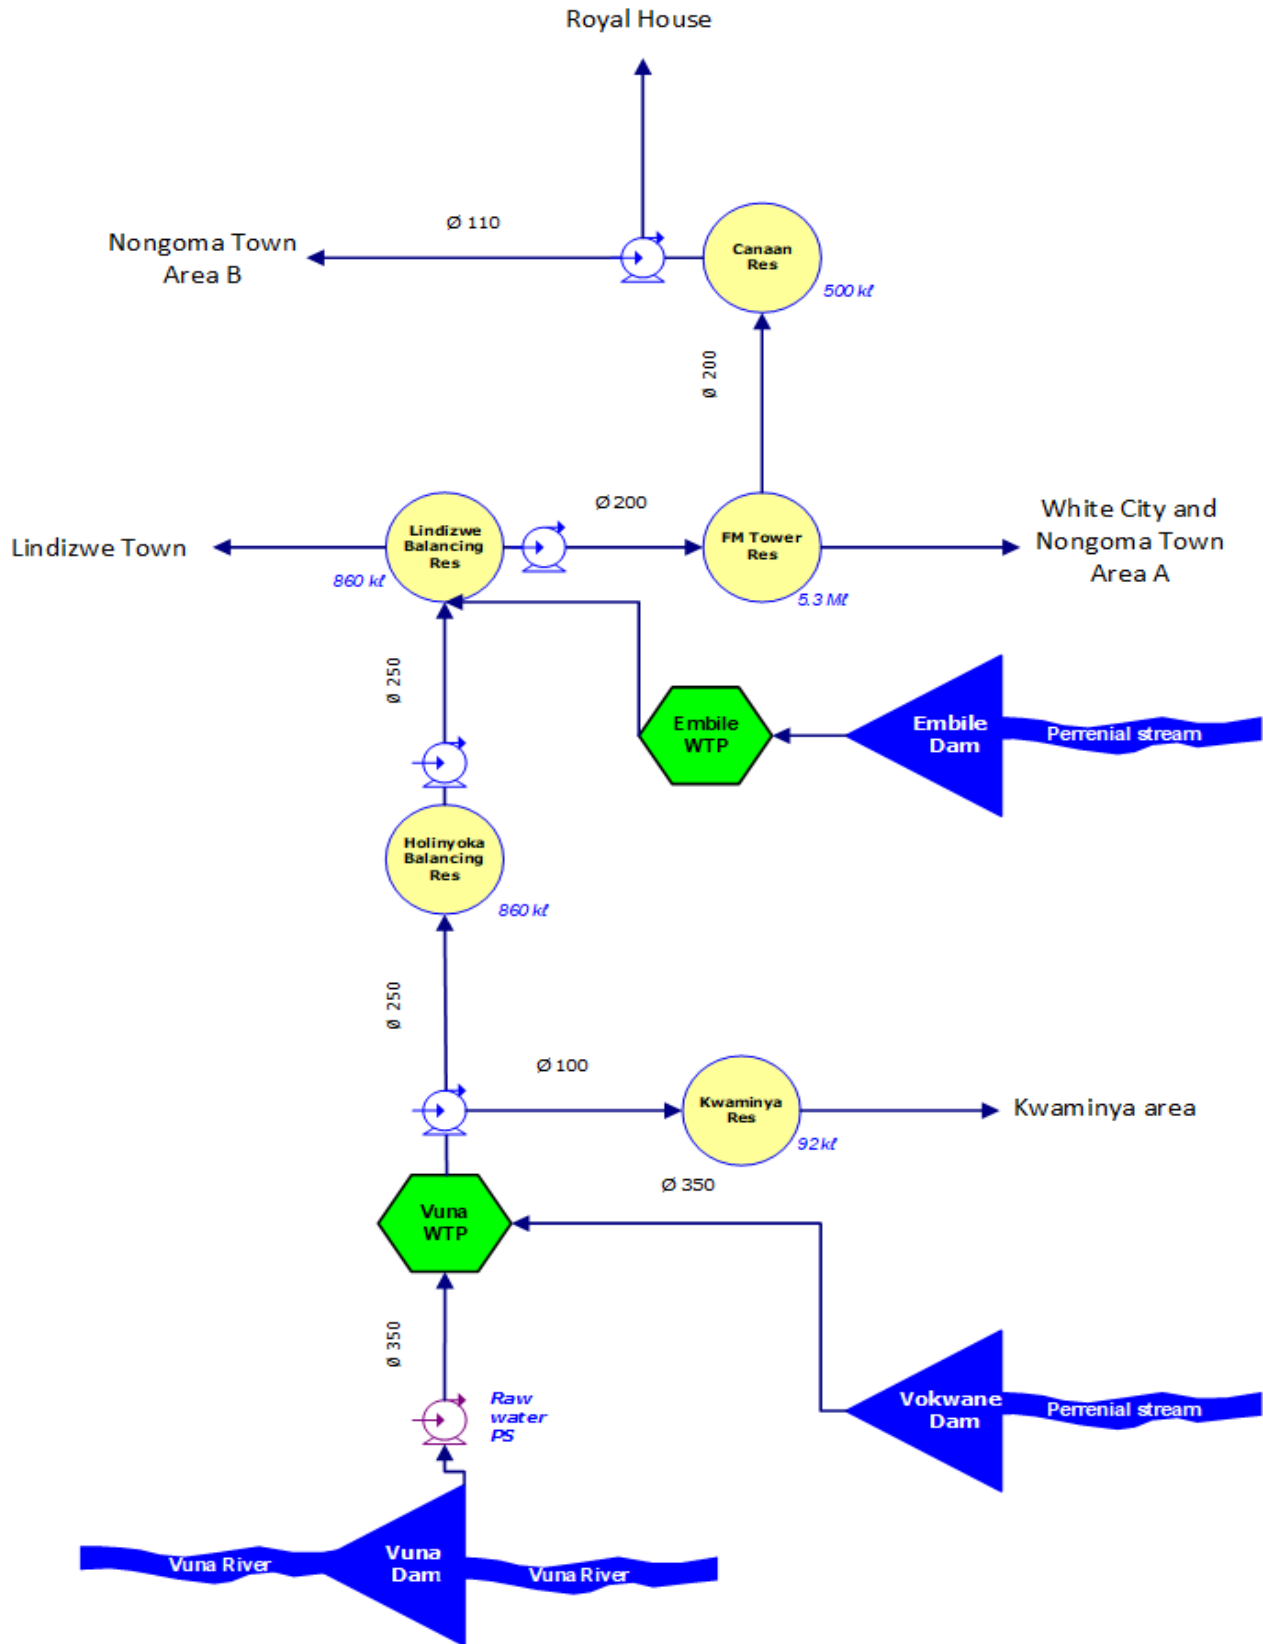 Royal House
Ø 110
Nongoma Town
Area B
Canaan
Res
500 kℓ
Ø 200
Ø 200
Lindizwe Town
Lindizwe
Balancing
Res
860 kℓ
FM Tower
Res
5.3 Mℓ
White City and
Nongoma Town
Area A
Ø 250
Embile
WTP
Embile
Dam
Perrenial stream
Holinyoka
Balancing
Res
860 kℓ
Ø 250
Ø 100
Kwaminya
Res
92 kℓ
Kwaminya area
Ø 350
Vuna
WTP
Ø 350
Raw
water
PS
Vokwane
Dam
Perrenial stream
Vuna River
Vuna
Dam
Vuna River